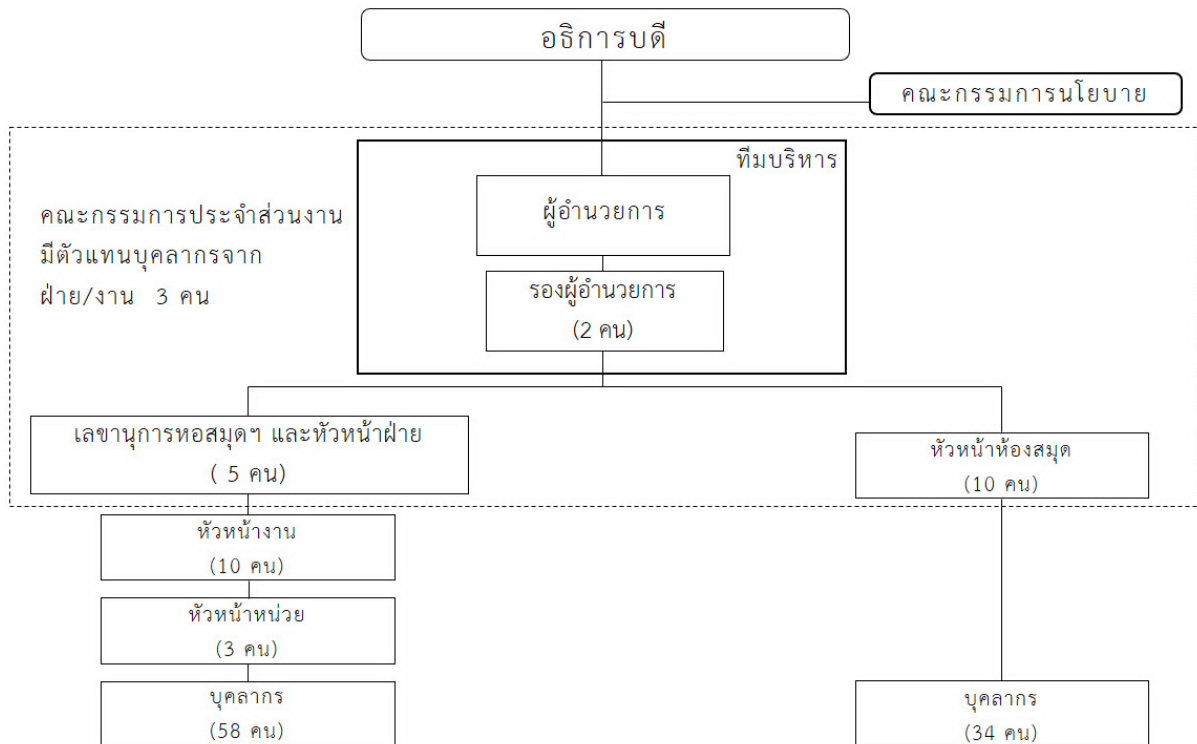 อธิการบดี
คณะกรรมการนโยบาย
ทีมบริหาร
ผู้อำนวยการ
คณะกรรมการประจำส่วนงาน
มีตัวแทนบุคลากรจาก
ฝ่าย/งาน 3 คน
รองผู้อำนวยการ
(2 คน)
เลขานุการหอสมุดฯ และหัวหน้าฝ่าย
( 5 คน)
หัวหน้าห้องสมุด
(10 คน)
หัวหน้างาน
(10 คน)
หัวหน้าหน่วย
(3 คน)
บุคลากร
(58 คน)
บุคลากร
(34 คน)